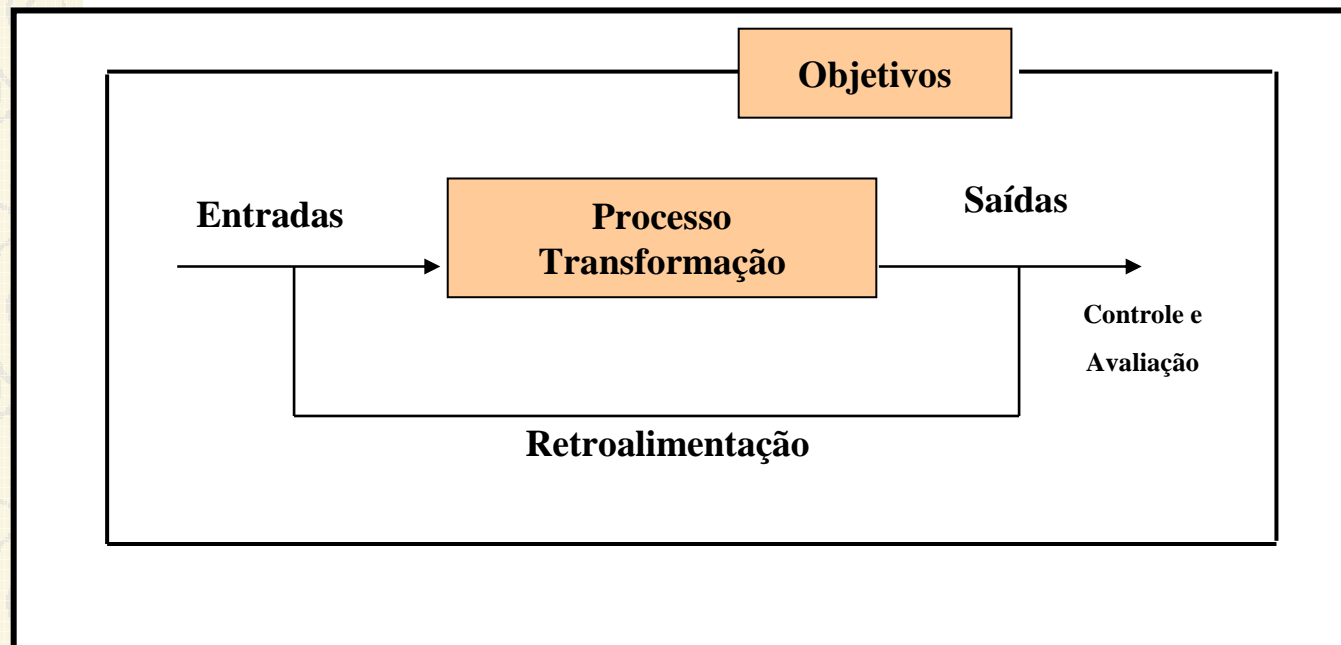 Objetivos
Entradas
Processo
Transformação
Saídas
Controle e
Avaliação
Retroalimentação